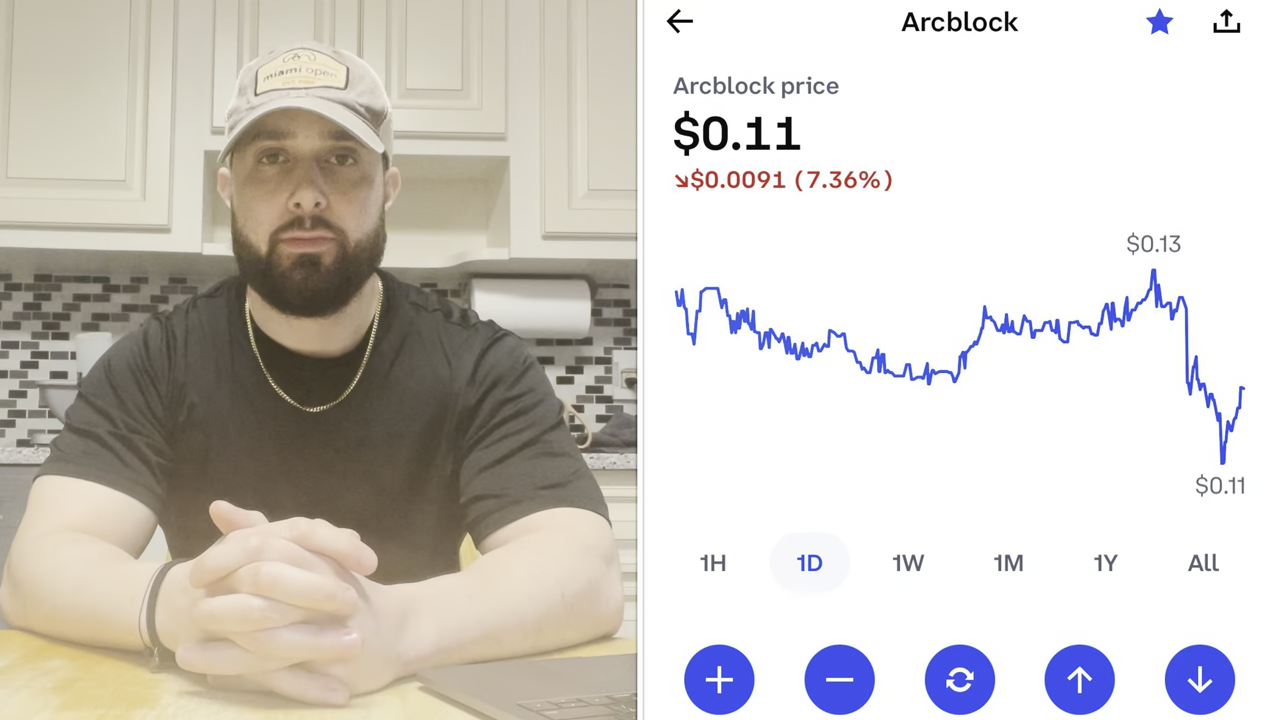 miami open
Arcblock
Arcblock price
$0.11
↘$0.0091 (7.36%)
$0.13
$0.11
1H
1D
1W
1M
1Y
All